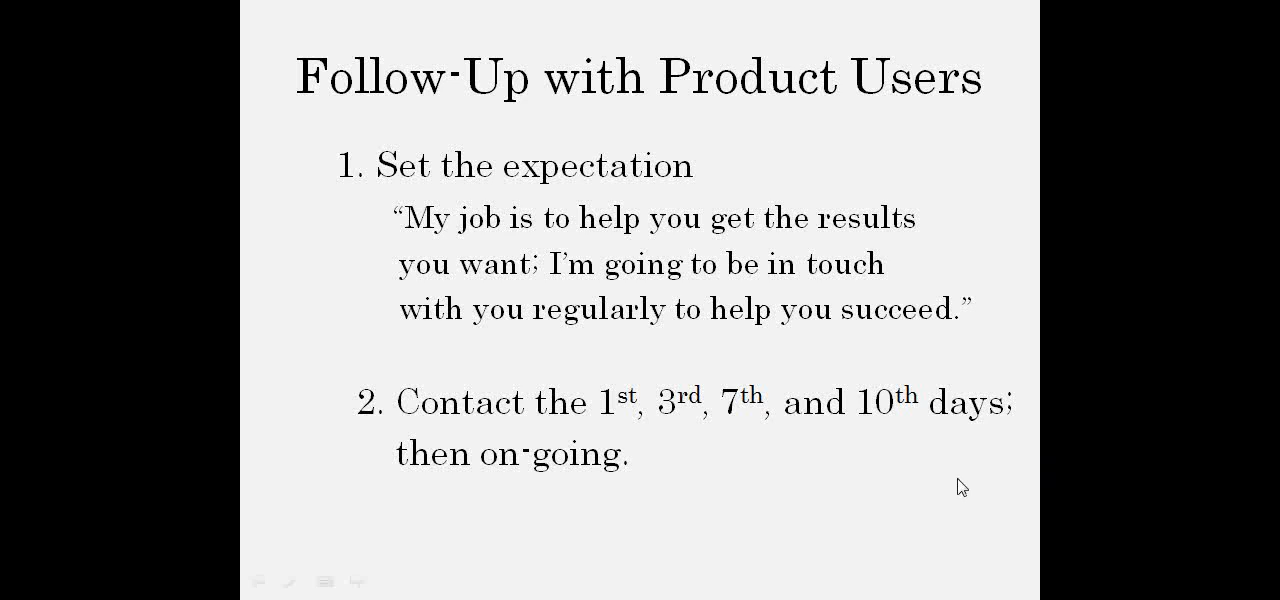 Follow-Up with Product Users
1. Set the expectation
“My job is to help you get the results
you want; I’m going to be in touch
with you regularly to help you succeed.”
2. Contact the 1st, 3rd, 7th, and 10th days;
then on-going.